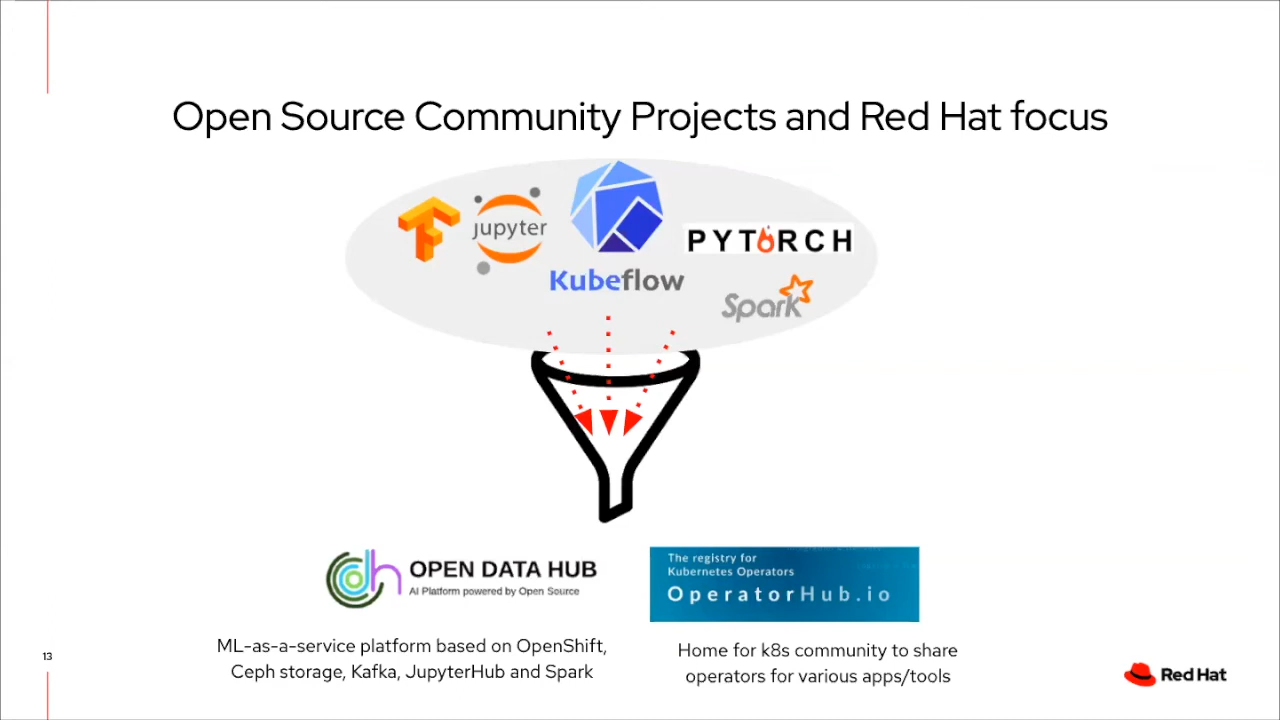 Open Source Community Projects and Red Hat focus
jupyter
PYTORCH
Kubeflow
Spark
OPEN DATA HUB
AI Platform powered by Open Source
The registry for
Kubernetes Operators
OperatorHub.io
ML-as-a-service platform based on OpenShift,
Ceph storage, Kafka, JupyterHub and Spark
Home for k8s community to share
operators for various apps/tools
13
Red Hat